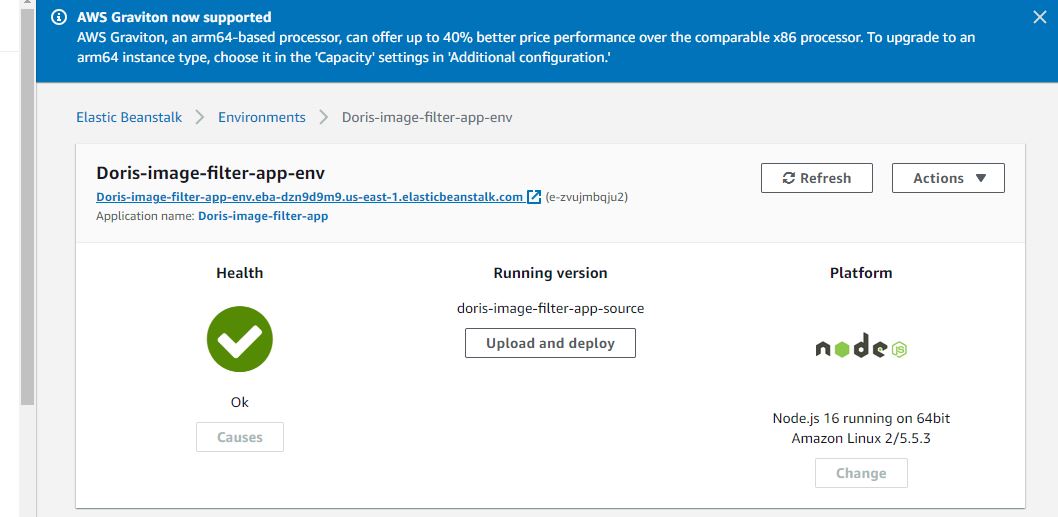 AWS Graviton now supported
AWS Graviton, an arm64-based processor, can offer up to 40% better price performance over the comparable x86 processor. To upgrade to an
arm64 instance type, choose it in the 'Capacity' settings in 'Additional configuration.'
Elastic Beanstalk > Environments > Doris-image-filter-app-env
Doris-image-filter-app-env
Refresh
Actions
Doris-image-filter-app-env.eba-dzn9d9m9.us-east-1.elasticbeanstalk.com (e-zvujmbqju2)
Application name: Doris-image-filter-app
Health
Ok
Causes
Running version
doris-image-filter-app-source
Upload and deploy
Platform
node JS
Node.js 16 running on 64bit
Amazon Linux 2/5.5.3
Change